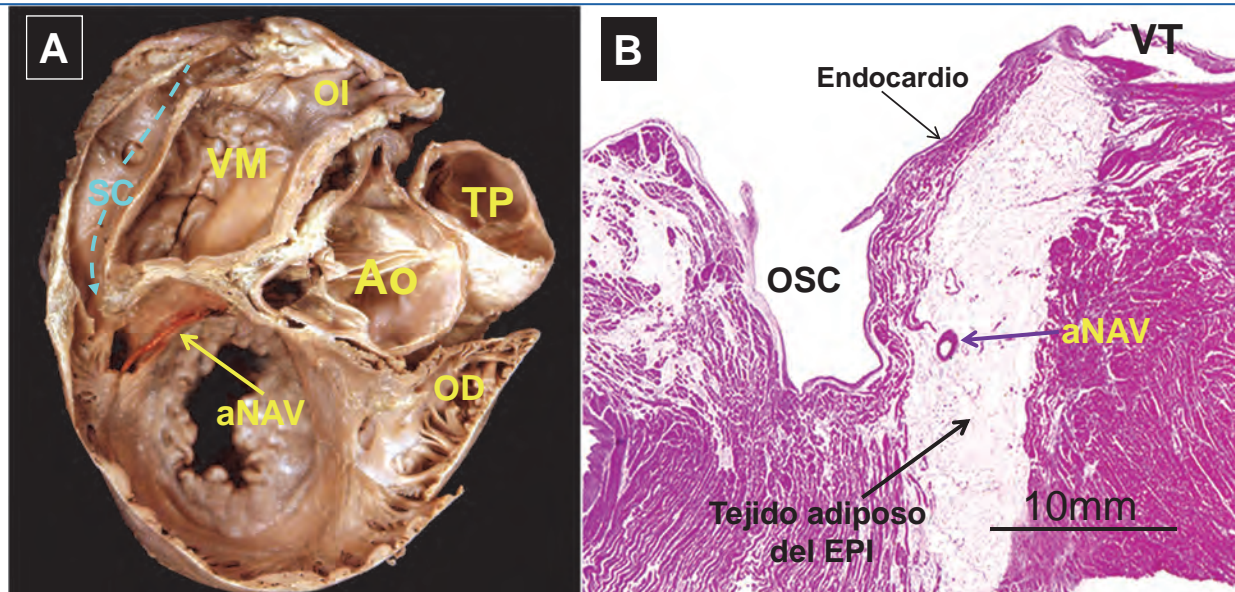 A
OI
VM
SC
TP
Ao
OD
aNAV
B
VT
Endocardio
OSC
aNAV
Tejido adiposo
del EPI
10mm